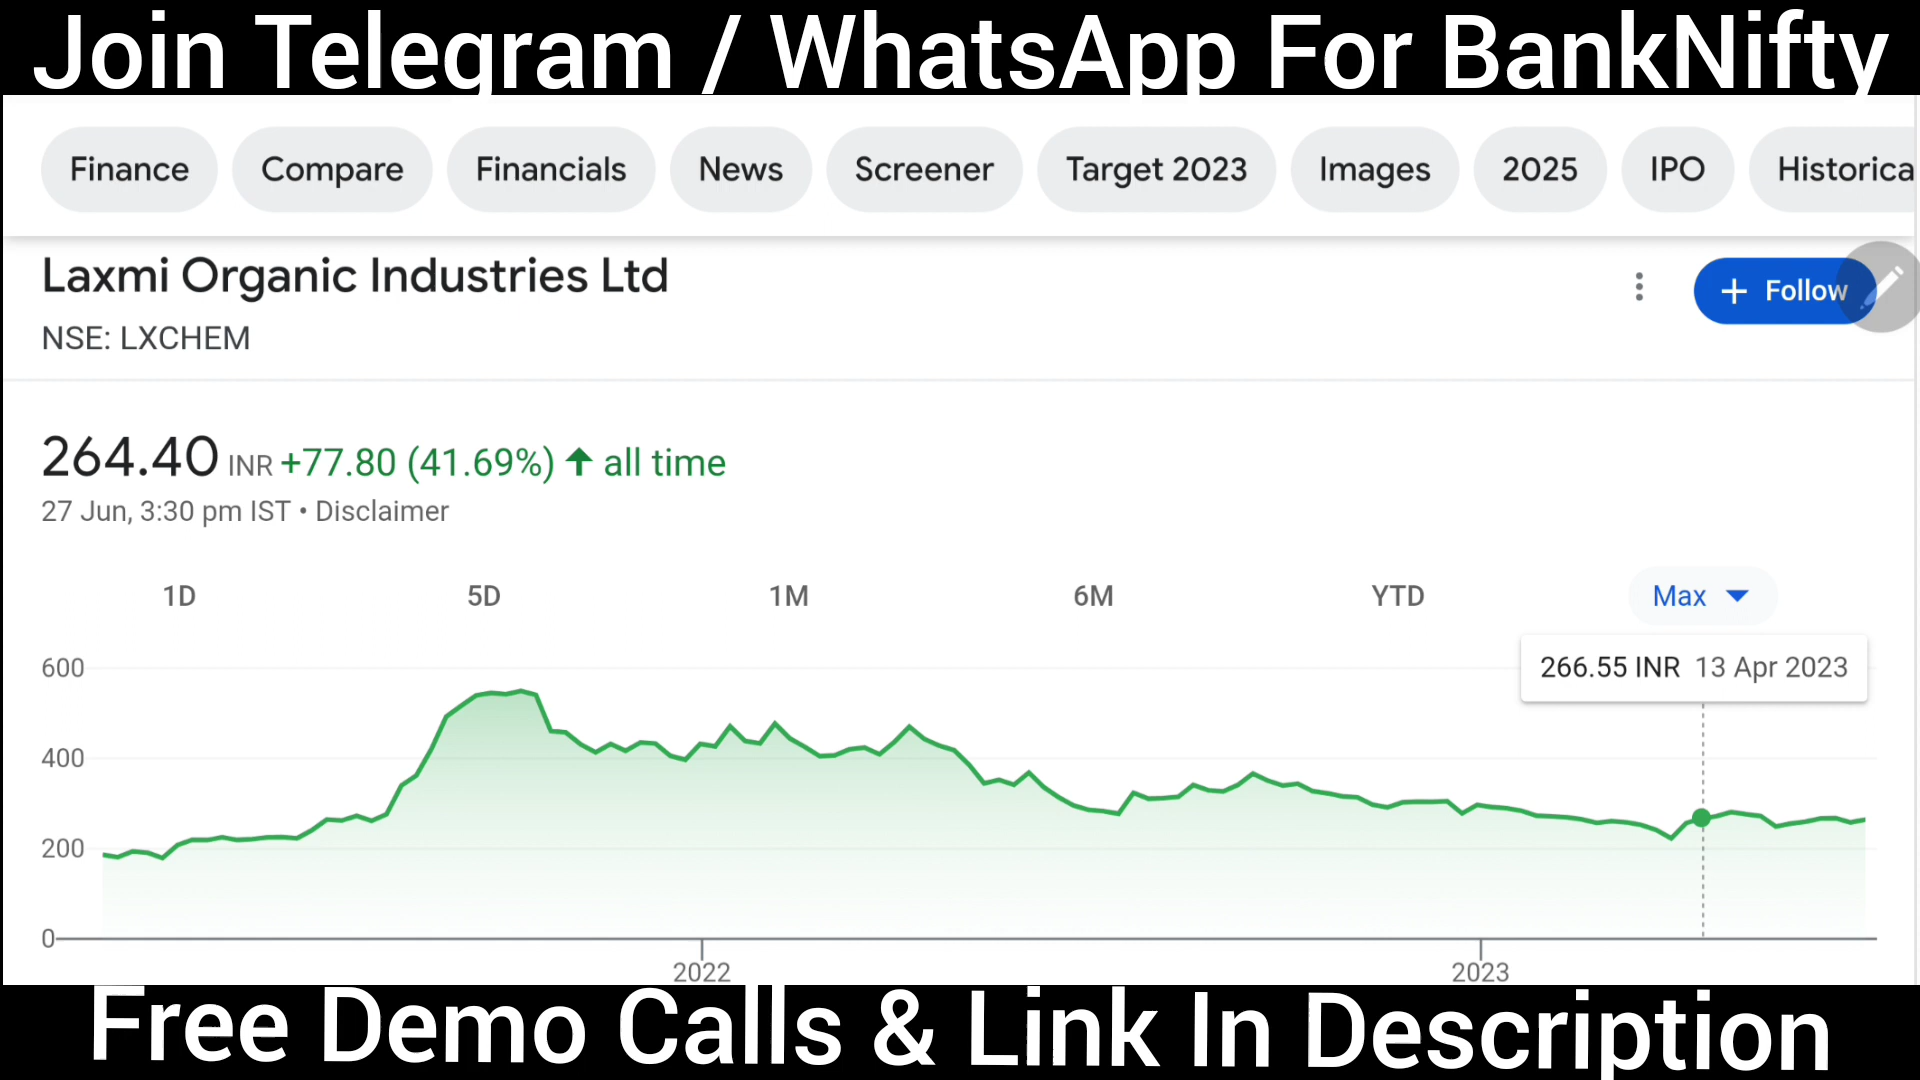 Join Telegram / WhatsApp For BankNifty
Finance Compare Financials News Screener Target 2023 Images 2025 IPO Historica
Laxmi Organic Industries Ltd
+ Follow
NSE: LXCHEM
264.40 INR +77.80 (41.69%) ↑ all time
27 Jun, 3:30 pm IST • Disclaimer
1D 5D 1M 6M YTD Max
600
266.55 INR 13 Apr 2023
400
200
0
2022 2023
Free Demo Calls & Link In Description